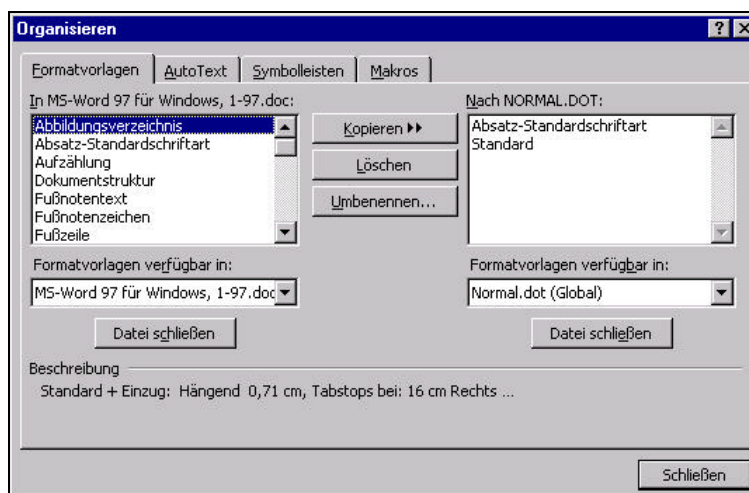 Organisieren
Formatvorlagen AutoText Symbolleisten Makros
In MS-Word 97 für Windows, 1-97.doc: Nach NORMAL.DOT:
Abbildungsverzeichnis Kopieren Absatz-Standardschriftart
Absatz-Standardschriftart Standard
Aufzählung Löschen
Dokumentstruktur
Fußnotentext Umbenennen...
Fußnotenzeichen
Fußzeile
Formatvorlagen verfügbar in: Formatvorlagen verfügbar in:
MS-Word 97 für Windows, 1-97.doc Normal.dot (Global)
Datei schließen Datei schließen
Beschreibung
Standard + Einzug: Hängend 0,71 cm, Tabstops bei: 16 cm Rechts ...
Schließen